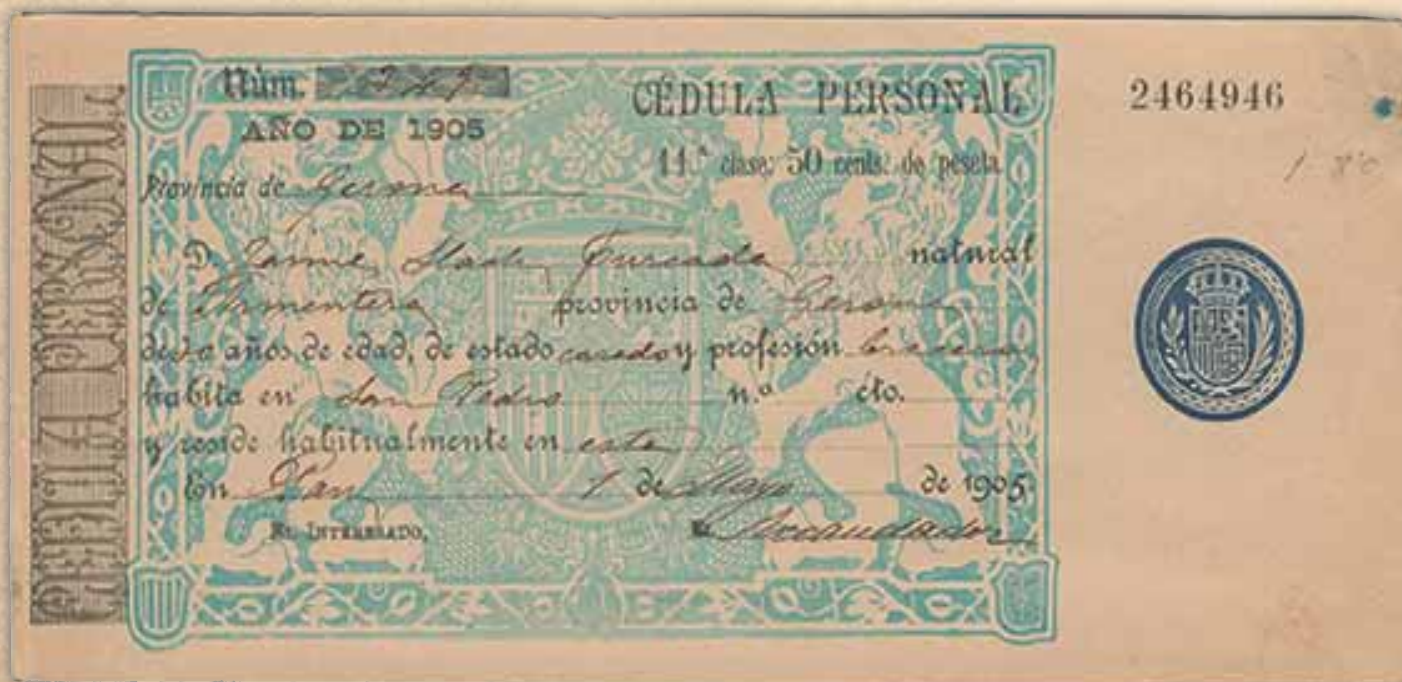 CEDULA PERSONAL
Núm.
AÑO DE 1905
CÉDULA PERSONAL
11.ª clase: 50 cents. de peseta
Provincia de Gerona
D. Jaime natural
de Armentera provincia de Gerona
de años de edad, de estado casado y profesión
habita en San Pedro n.º cto.
y reside habitualmente en esta
En 1 de Mayo de 1905.
EL INTERESADO,
Recaudador
2464946